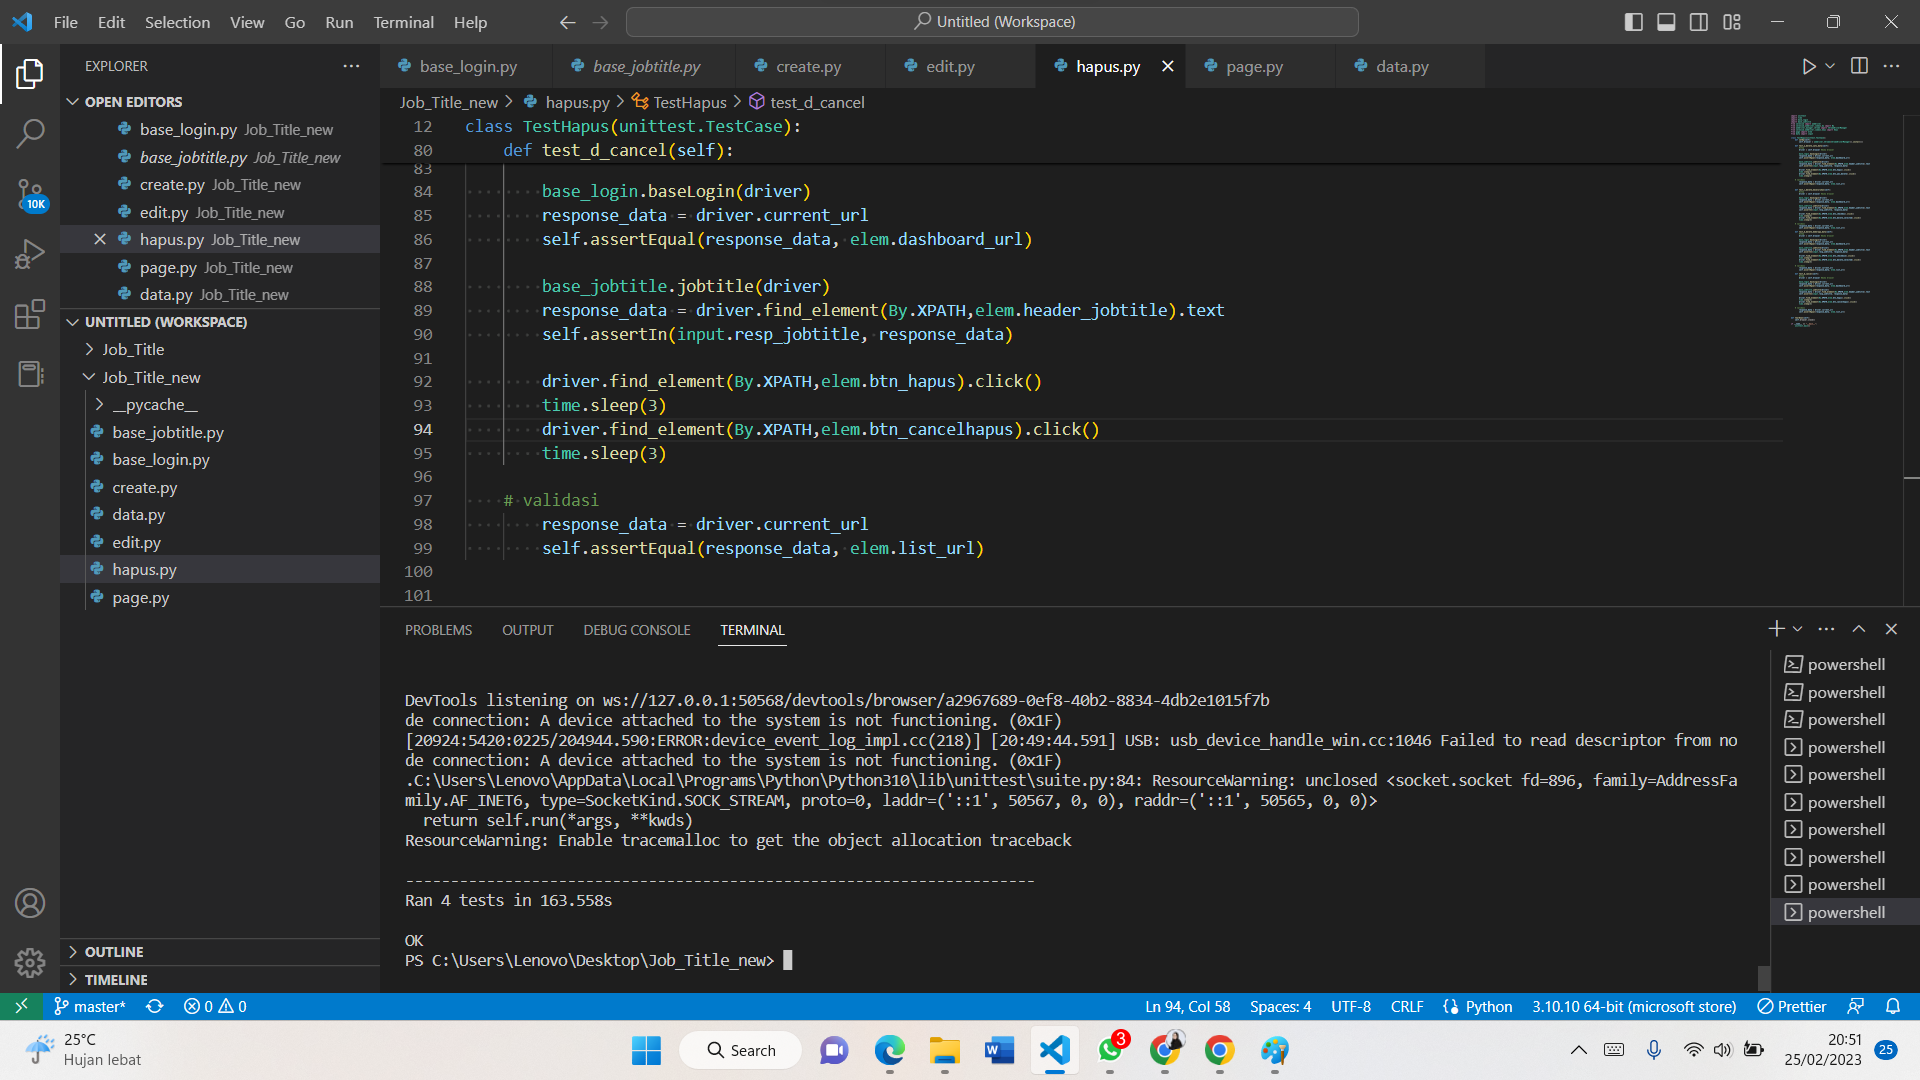 File Edit Selection View Go Run Terminal Help
Untitled (Workspace)
EXPLORER
OPEN EDITORS
base_login.py Job_Title_new
base_jobtitle.py Job_Title_new
create.py Job_Title_new
edit.py Job_Title_new
hapus.py Job_Title_new
page.py Job_Title_new
data.py Job_Title_new
UNTITLED (WORKSPACE)
Job_Title
Job_Title_new
__pycache__
base_jobtitle.py
base_login.py
create.py
data.py
edit.py
hapus.py
page.py
OUTLINE
TIMELINE
10K
base_login.py base_jobtitle.py create.py edit.py hapus.py page.py data.py
Job_Title_new > hapus.py > TestHapus > test_d_cancel
12 class TestHapus(unittest.TestCase):
80 def test_d_cancel(self):
83
84 base_login.baseLogin(driver)
85 response_data = driver.current_url
86 self.assertEqual(response_data, elem.dashboard_url)
87
88 base_jobtitle.jobtitle(driver)
89 response_data = driver.find_element(By.XPATH,elem.header_jobtitle).text
90 self.assertIn(input.resp_jobtitle, response_data)
91
92 driver.find_element(By.XPATH,elem.btn_hapus).click()
93 time.sleep(3)
94 driver.find_element(By.XPATH,elem.btn_cancelhapus).click()
95 time.sleep(3)
96
97 # validasi
98 response_data = driver.current_url
99 self.assertEqual(response_data, elem.list_url)
100
101
PROBLEMS OUTPUT DEBUG CONSOLE TERMINAL
DevTools listening on ws://127.0.0.1:50568/devtools/browser/a2967689-0ef8-40b2-8834-4db2e1015f7b
de connection: A device attached to the system is not functioning. (0x1F)
[20924:5420:0225/204944.590:ERROR:device_event_log_impl.cc(218)] [20:49:44.591] USB: usb_device_handle_win.cc:1046 Failed to read descriptor from no
de connection: A device attached to the system is not functioning. (0x1F)
.C:\Users\Lenovo\AppData\Local\Programs\Python\Python310\lib\unittest\suite.py:84: ResourceWarning: unclosed <socket.socket fd=896, family=AddressFa
mily.AF_INET6, type=SocketKind.SOCK_STREAM, proto=0, laddr=('::1', 50567, 0, 0), raddr=('::1', 50565, 0, 0)>
return self.run(*args, **kwds)
ResourceWarning: Enable tracemalloc to get the object allocation traceback
----------------------------------------------------------------------
Ran 4 tests in 163.558s
OK
PS C:\Users\Lenovo\Desktop\Job_Title_new>
powershell
powershell
powershell
powershell
powershell
powershell
powershell
powershell
powershell
powershell
master* 0 0 Ln 94, Col 58 Spaces: 4 UTF-8 CRLF Python 3.10.10 64-bit (microsoft store) Prettier
25°C
Hujan lebat
Search
3
20:51
25/02/2023
25